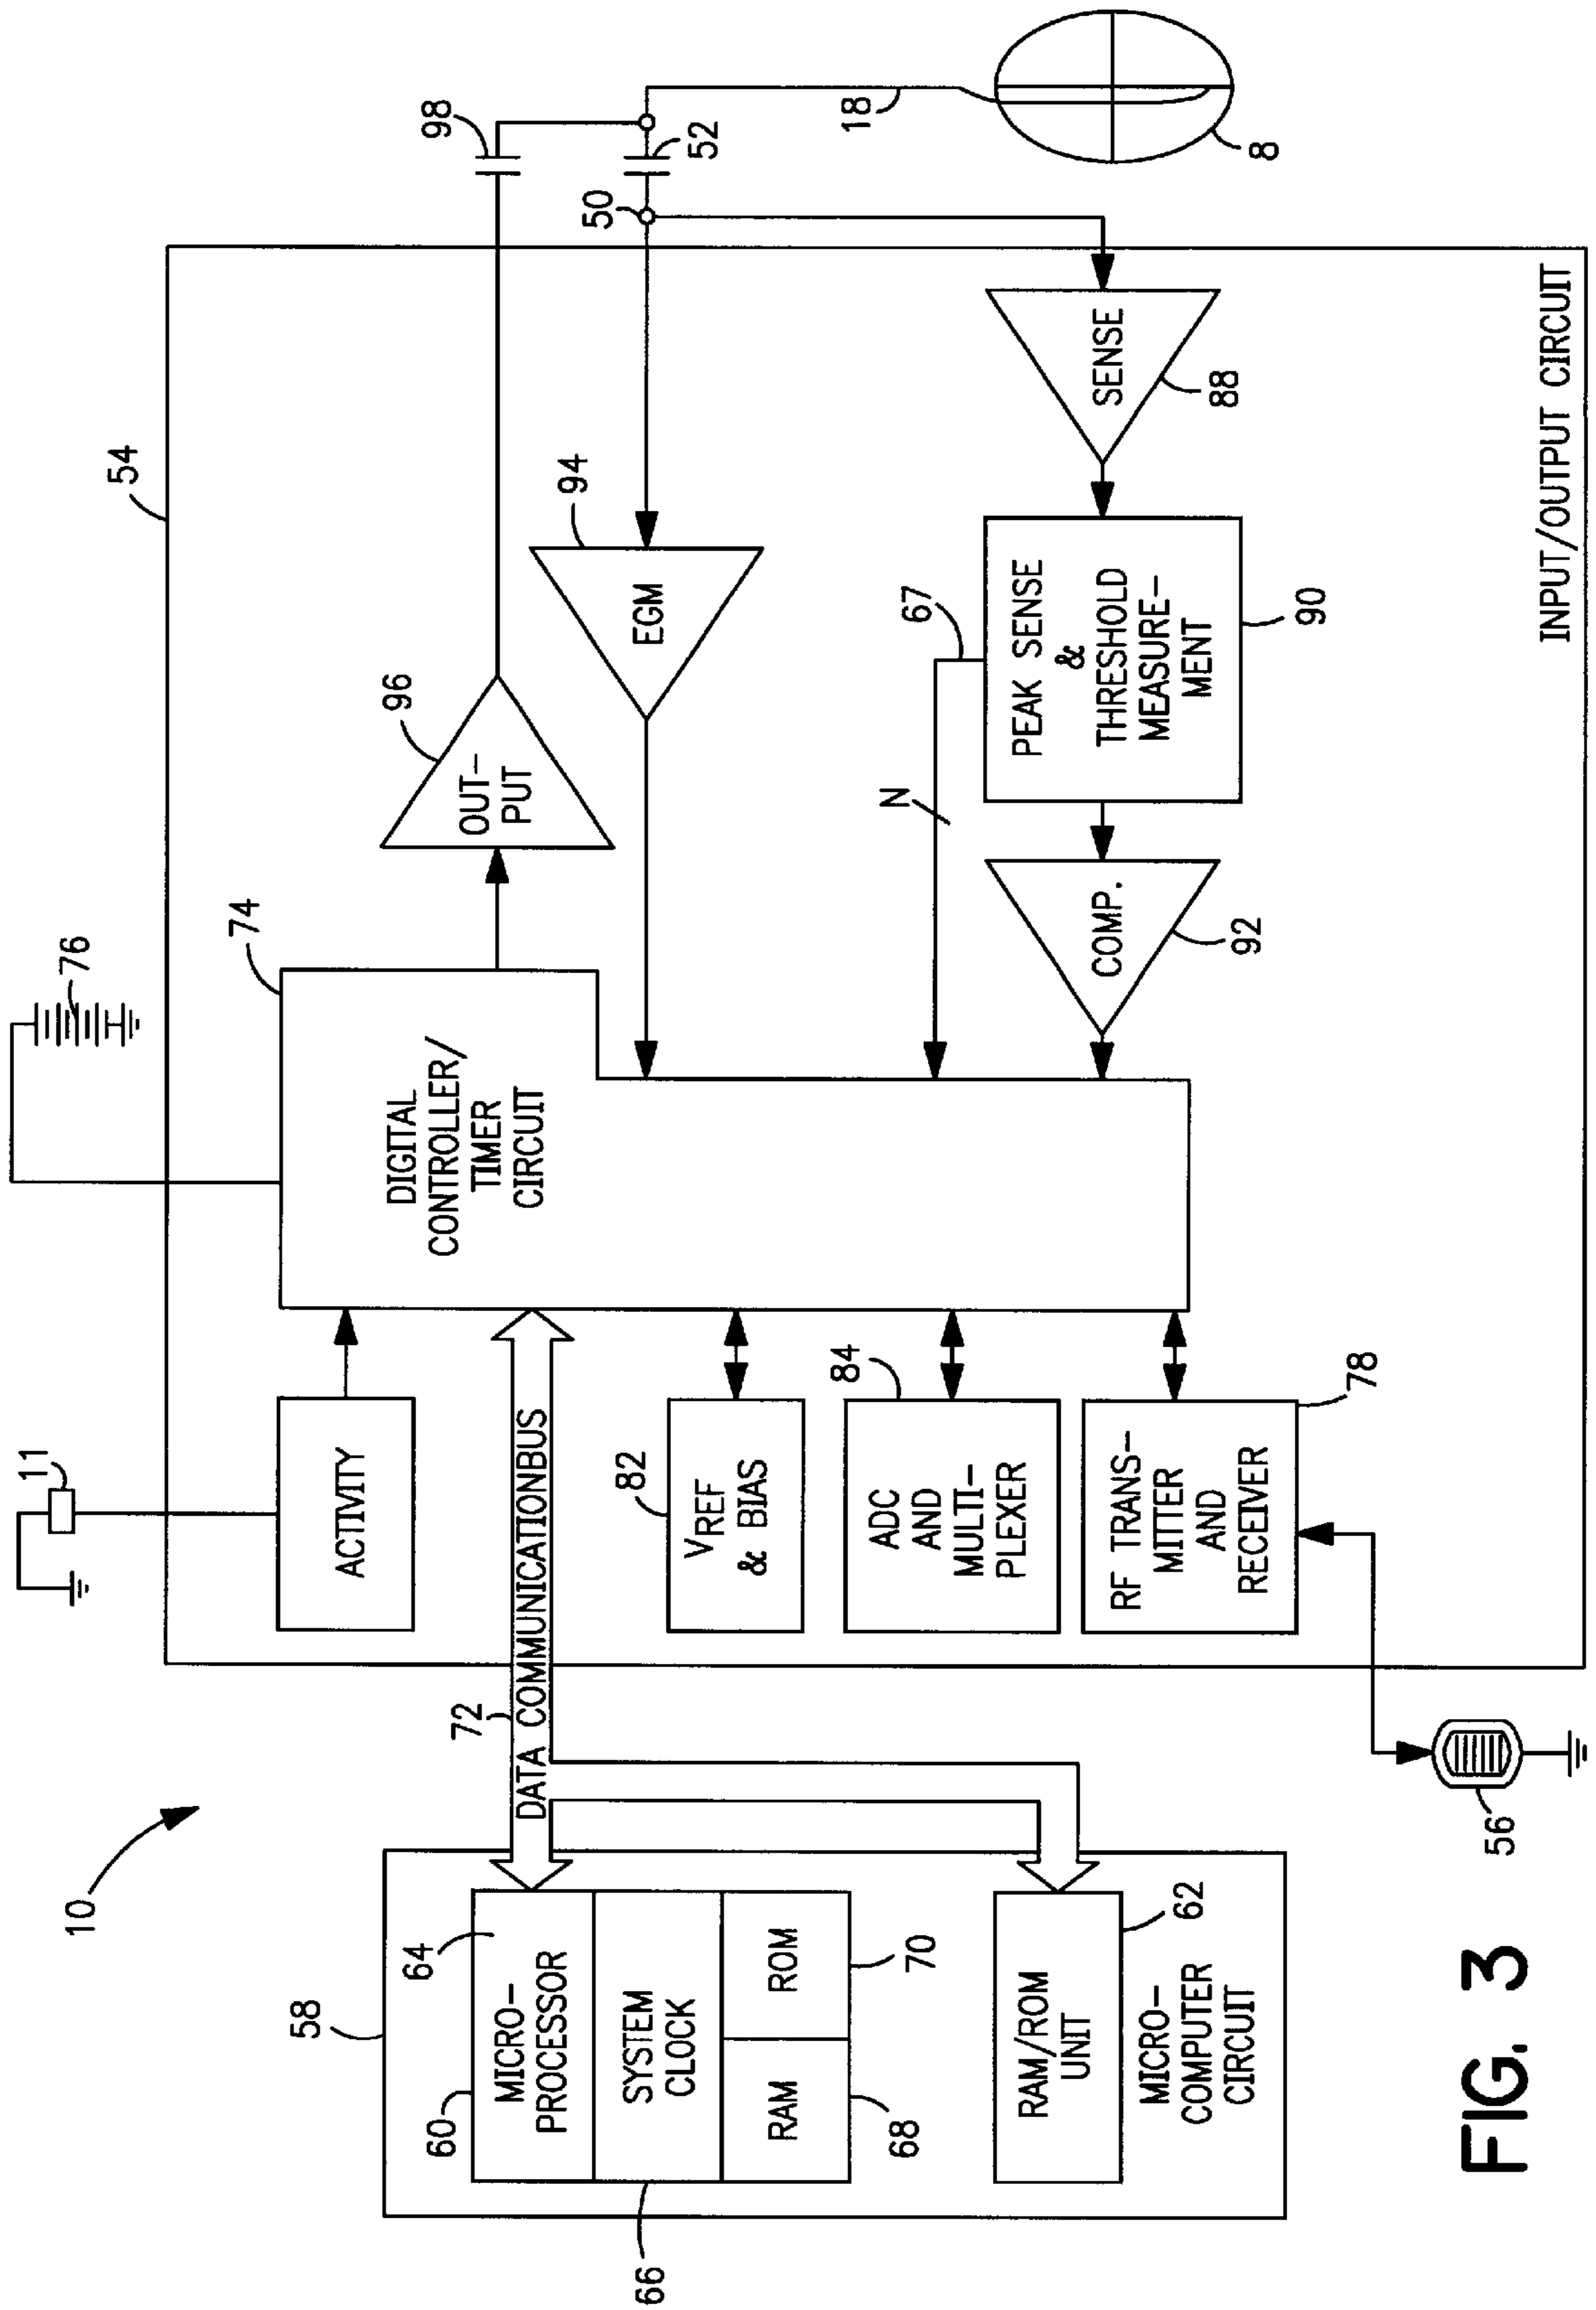 10
58
60
MICRO-
PROCESSOR
64
SYSTEM
CLOCK
66
RAM
ROM
68
70
RAM/ROM
UNIT
62
MICRO-
COMPUTER
CIRCUIT
72
DATA COMMUNICATIONBUS
11
ACTIVITY
76
54
74
DIGITAL
CONTROLLER/
TIMER
CIRCUIT
82
VREF
& BIAS
84
ADC
AND
MULTI-
PLEXER
RF TRANS-
MITTER
AND
RECEIVER
78
56
96
OUT-
PUT
94
EGM
98
50
52
18
8
67
N
PEAK SENSE
&
THRESHOLD
MEASURE-
MENT
90
SENSE
88
COMP.
92
INPUT/OUTPUT CIRCUIT
FIG. 3